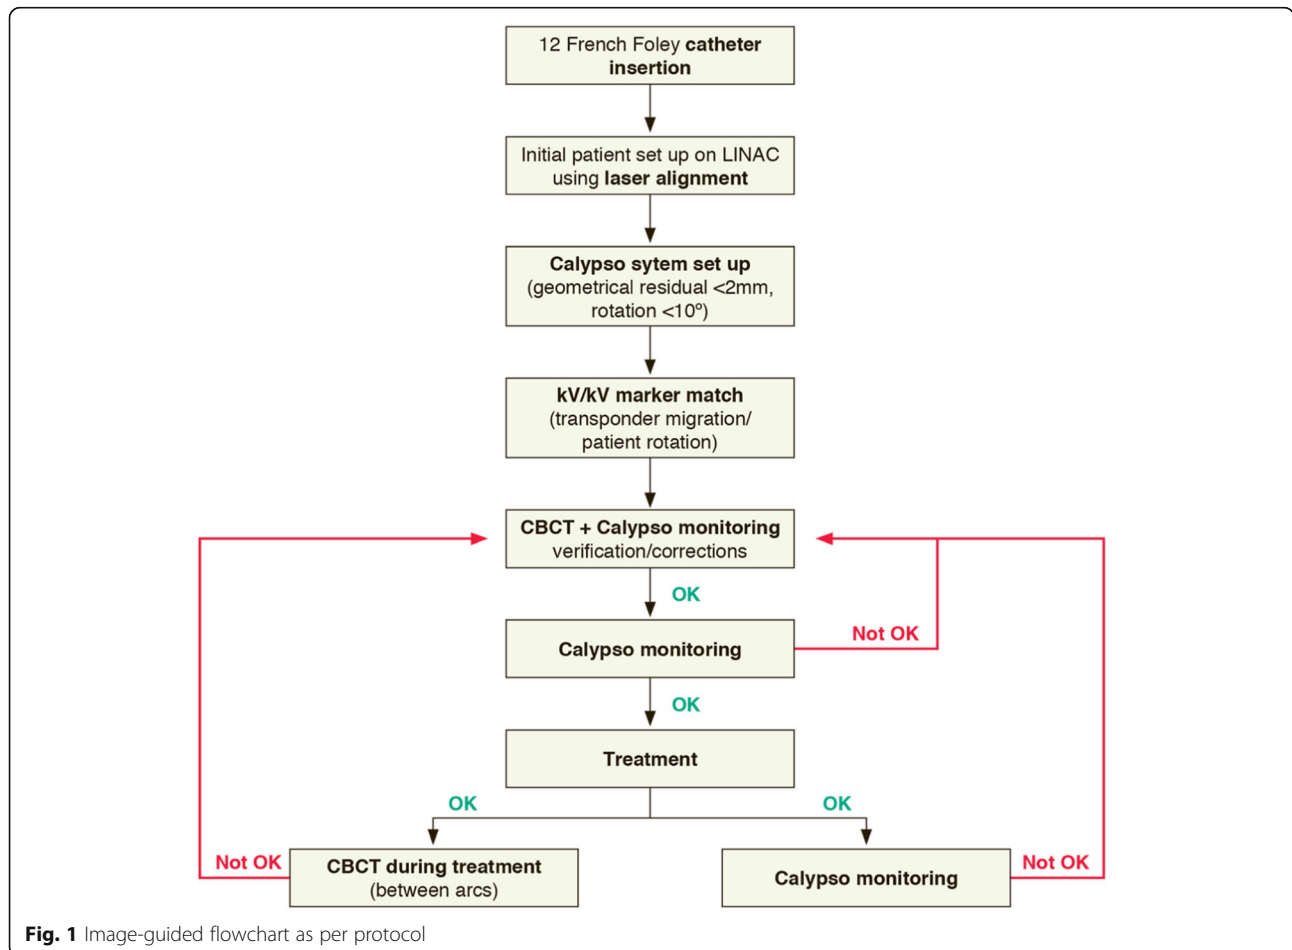 12 French Foley catheter
insertion
Initial patient set up on LINAC
using laser alignment
Calypso sytem set up
(geometrical residual <2mm,
rotation <10º)
kV/kV marker match
(transponder migration/
patient rotation)
CBCT + Calypso monitoring
verification/corrections
OK
Calypso monitoring
Not OK
OK
Treatment
OK
OK
Not OK
CBCT during treatment
(between arcs)
Calypso monitoring
Not OK
Fig. 1 Image-guided flowchart as per protocol